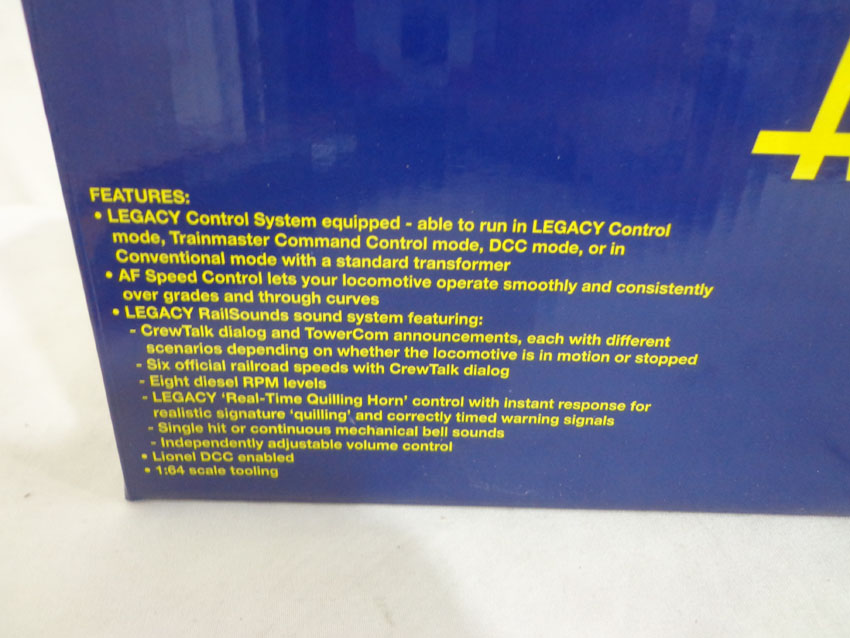 FEATURES:
• LEGACY Control System equipped - able to run in LEGACY Control
mode, Trainmaster Command Control mode, DCC mode, or in
Conventional mode with a standard transformer
• AF Speed Control lets your locomotive operate smoothly and consistently
over grades and through curves
• LEGACY RailSounds sound system featuring:
- CrewTalk dialog and TowerCom announcements, each with different
scenarios depending on whether the locomotive is in motion or stopped
- Six official railroad speeds with CrewTalk dialog
- Eight diesel RPM levels
- LEGACY ‘Real-Time Quilling Horn’ control with instant response for
realistic signature ‘quilling’ and correctly timed warning signals
- Single hit or continuous mechanical bell sounds
- Independently adjustable volume control
• Lionel DCC enabled
• 1:64 scale tooling